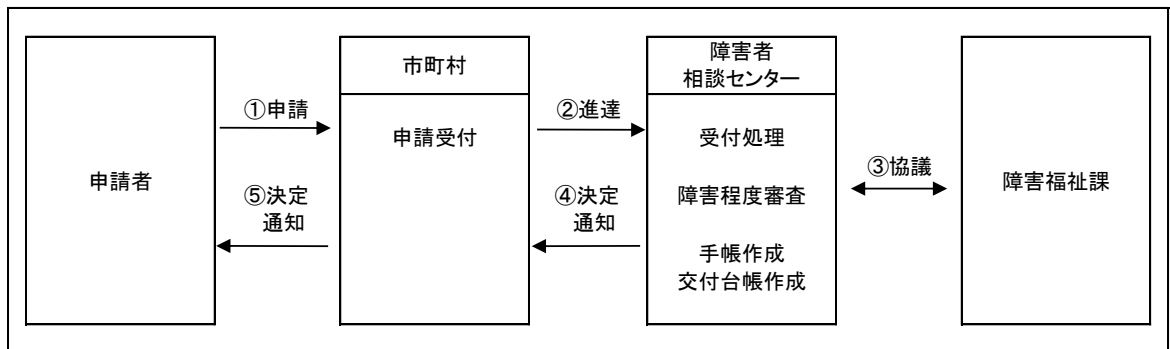 申請者
①申請
⑤決定
通知
市町村
申請受付
②進達
④決定
通知
障害者
相談センター
受付処理
障害程度審査
手帳作成
交付台帳作成
③協議
障害福祉課